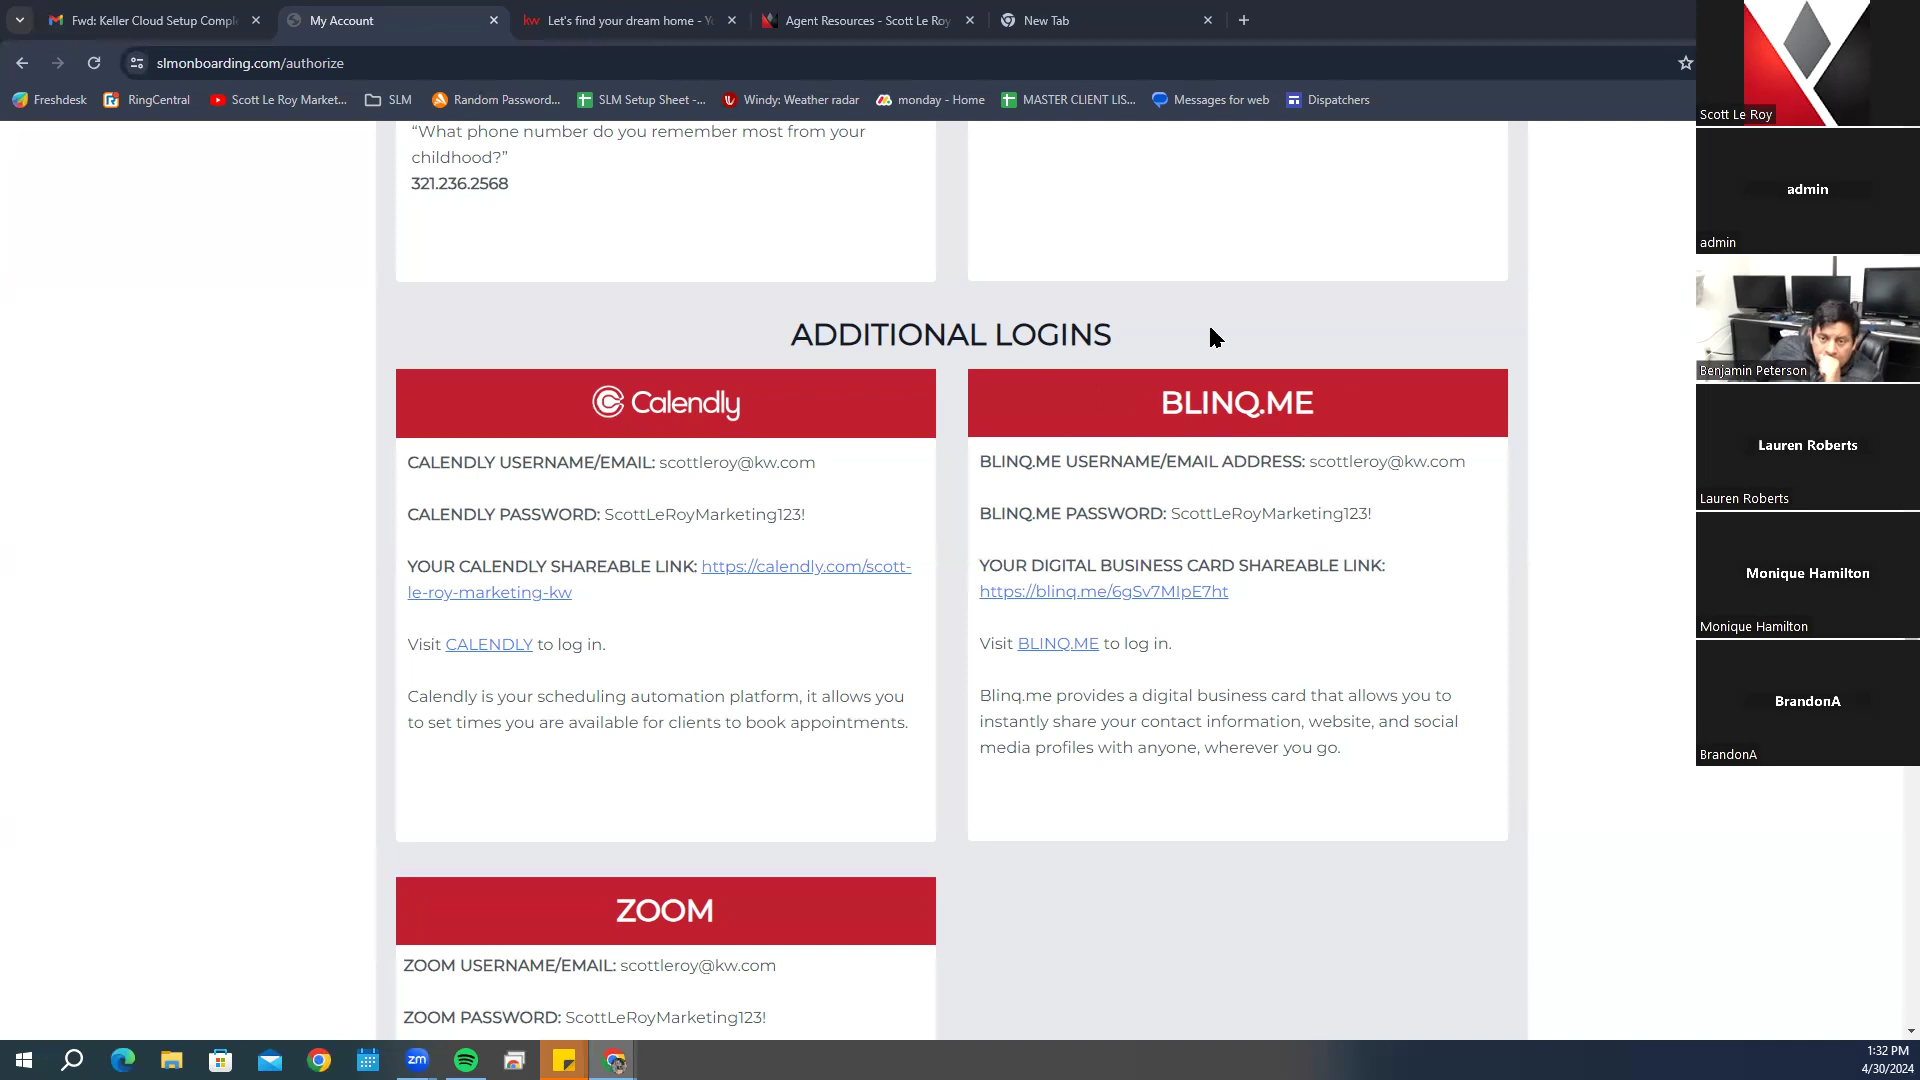 Fwd: Keller Cloud Setup Comple
My Account
kw Let's find your dream home - Y
Agent Resources - Scott Le Roy
New Tab
slmonboarding.com/authorize
Freshdesk
RingCentral
Scott Le Roy Market...
SLM
Random Password...
SLM Setup Sheet -...
Windy: Weather radar
monday - Home
MASTER CLIENT LIS...
Messages for web
Dispatchers
“What phone number do you remember most from your
childhood?”
321.236.2568
ADDITIONAL LOGINS
Calendly
CALENDLY USERNAME/EMAIL: scottleroy@kw.com
CALENDLY PASSWORD: ScottLeRoyMarketing123!
YOUR CALENDLY SHAREABLE LINK: https://calendly.com/scott-
le-roy-marketing-kw
Visit CALENDLY to log in.
Calendly is your scheduling automation platform, it allows you
to set times you are available for clients to book appointments.
BLINQ.ME
BLINQ.ME USERNAME/EMAIL ADDRESS: scottleroy@kw.com
BLINQ.ME PASSWORD: ScottLeRoyMarketing123!
YOUR DIGITAL BUSINESS CARD SHAREABLE LINK:
https://blinq.me/6gSv7MIpE7ht
Visit BLINQ.ME to log in.
Blinq.me provides a digital business card that allows you to
instantly share your contact information, website, and social
media profiles with anyone, wherever you go.
ZOOM
ZOOM USERNAME/EMAIL: scottleroy@kw.com
ZOOM PASSWORD: ScottLeRoyMarketing123!
Scott Le Roy
admin
admin
Benjamin Peterson
Lauren Roberts
Lauren Roberts
Monique Hamilton
Monique Hamilton
BrandonA
BrandonA
zm
1:32 PM
4/30/2024